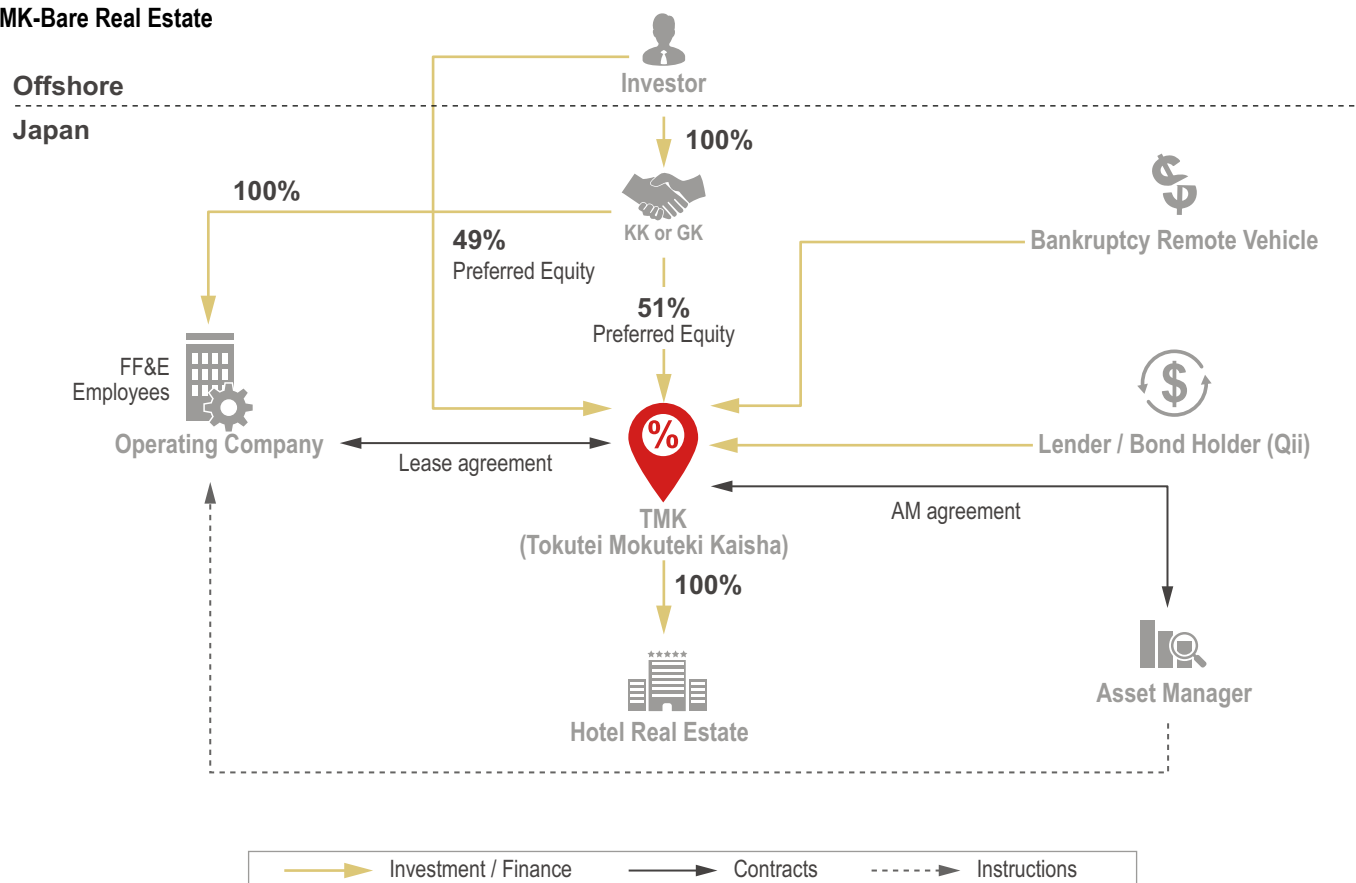 MK-Bare Real Estate
Offshore
Investor
Japan
100%
100%
KK or GK
49%
Preferred Equity
Bankruptcy Remote Vehicle
51%
Preferred Equity
FF&E
Employees
$
%
Operating Company
Lease agreement
Lender / Bond Holder (Qii)
AM agreement
TMK
(Tokutei Mokuteki Kaisha)
100%
Hotel Real Estate
Asset Manager
Investment / Finance
Contracts
Instructions